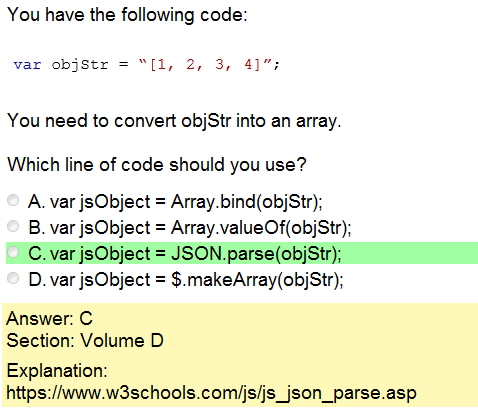 You have the following code:
var objStr = “[1, 2, 3, 4]”;
You need to convert objStr into an array.
Which line of code should you use?
A. var jsObject = Array.bind(objStr);
B. var jsObject = Array.valueOf(objStr);
C. var jsObject = JSON.parse(objStr);
D. var jsObject = $.makeArray(objStr);
Answer: C
Section: Volume D
Explanation:
https://www.w3schools.com/js/js_json_parse.asp